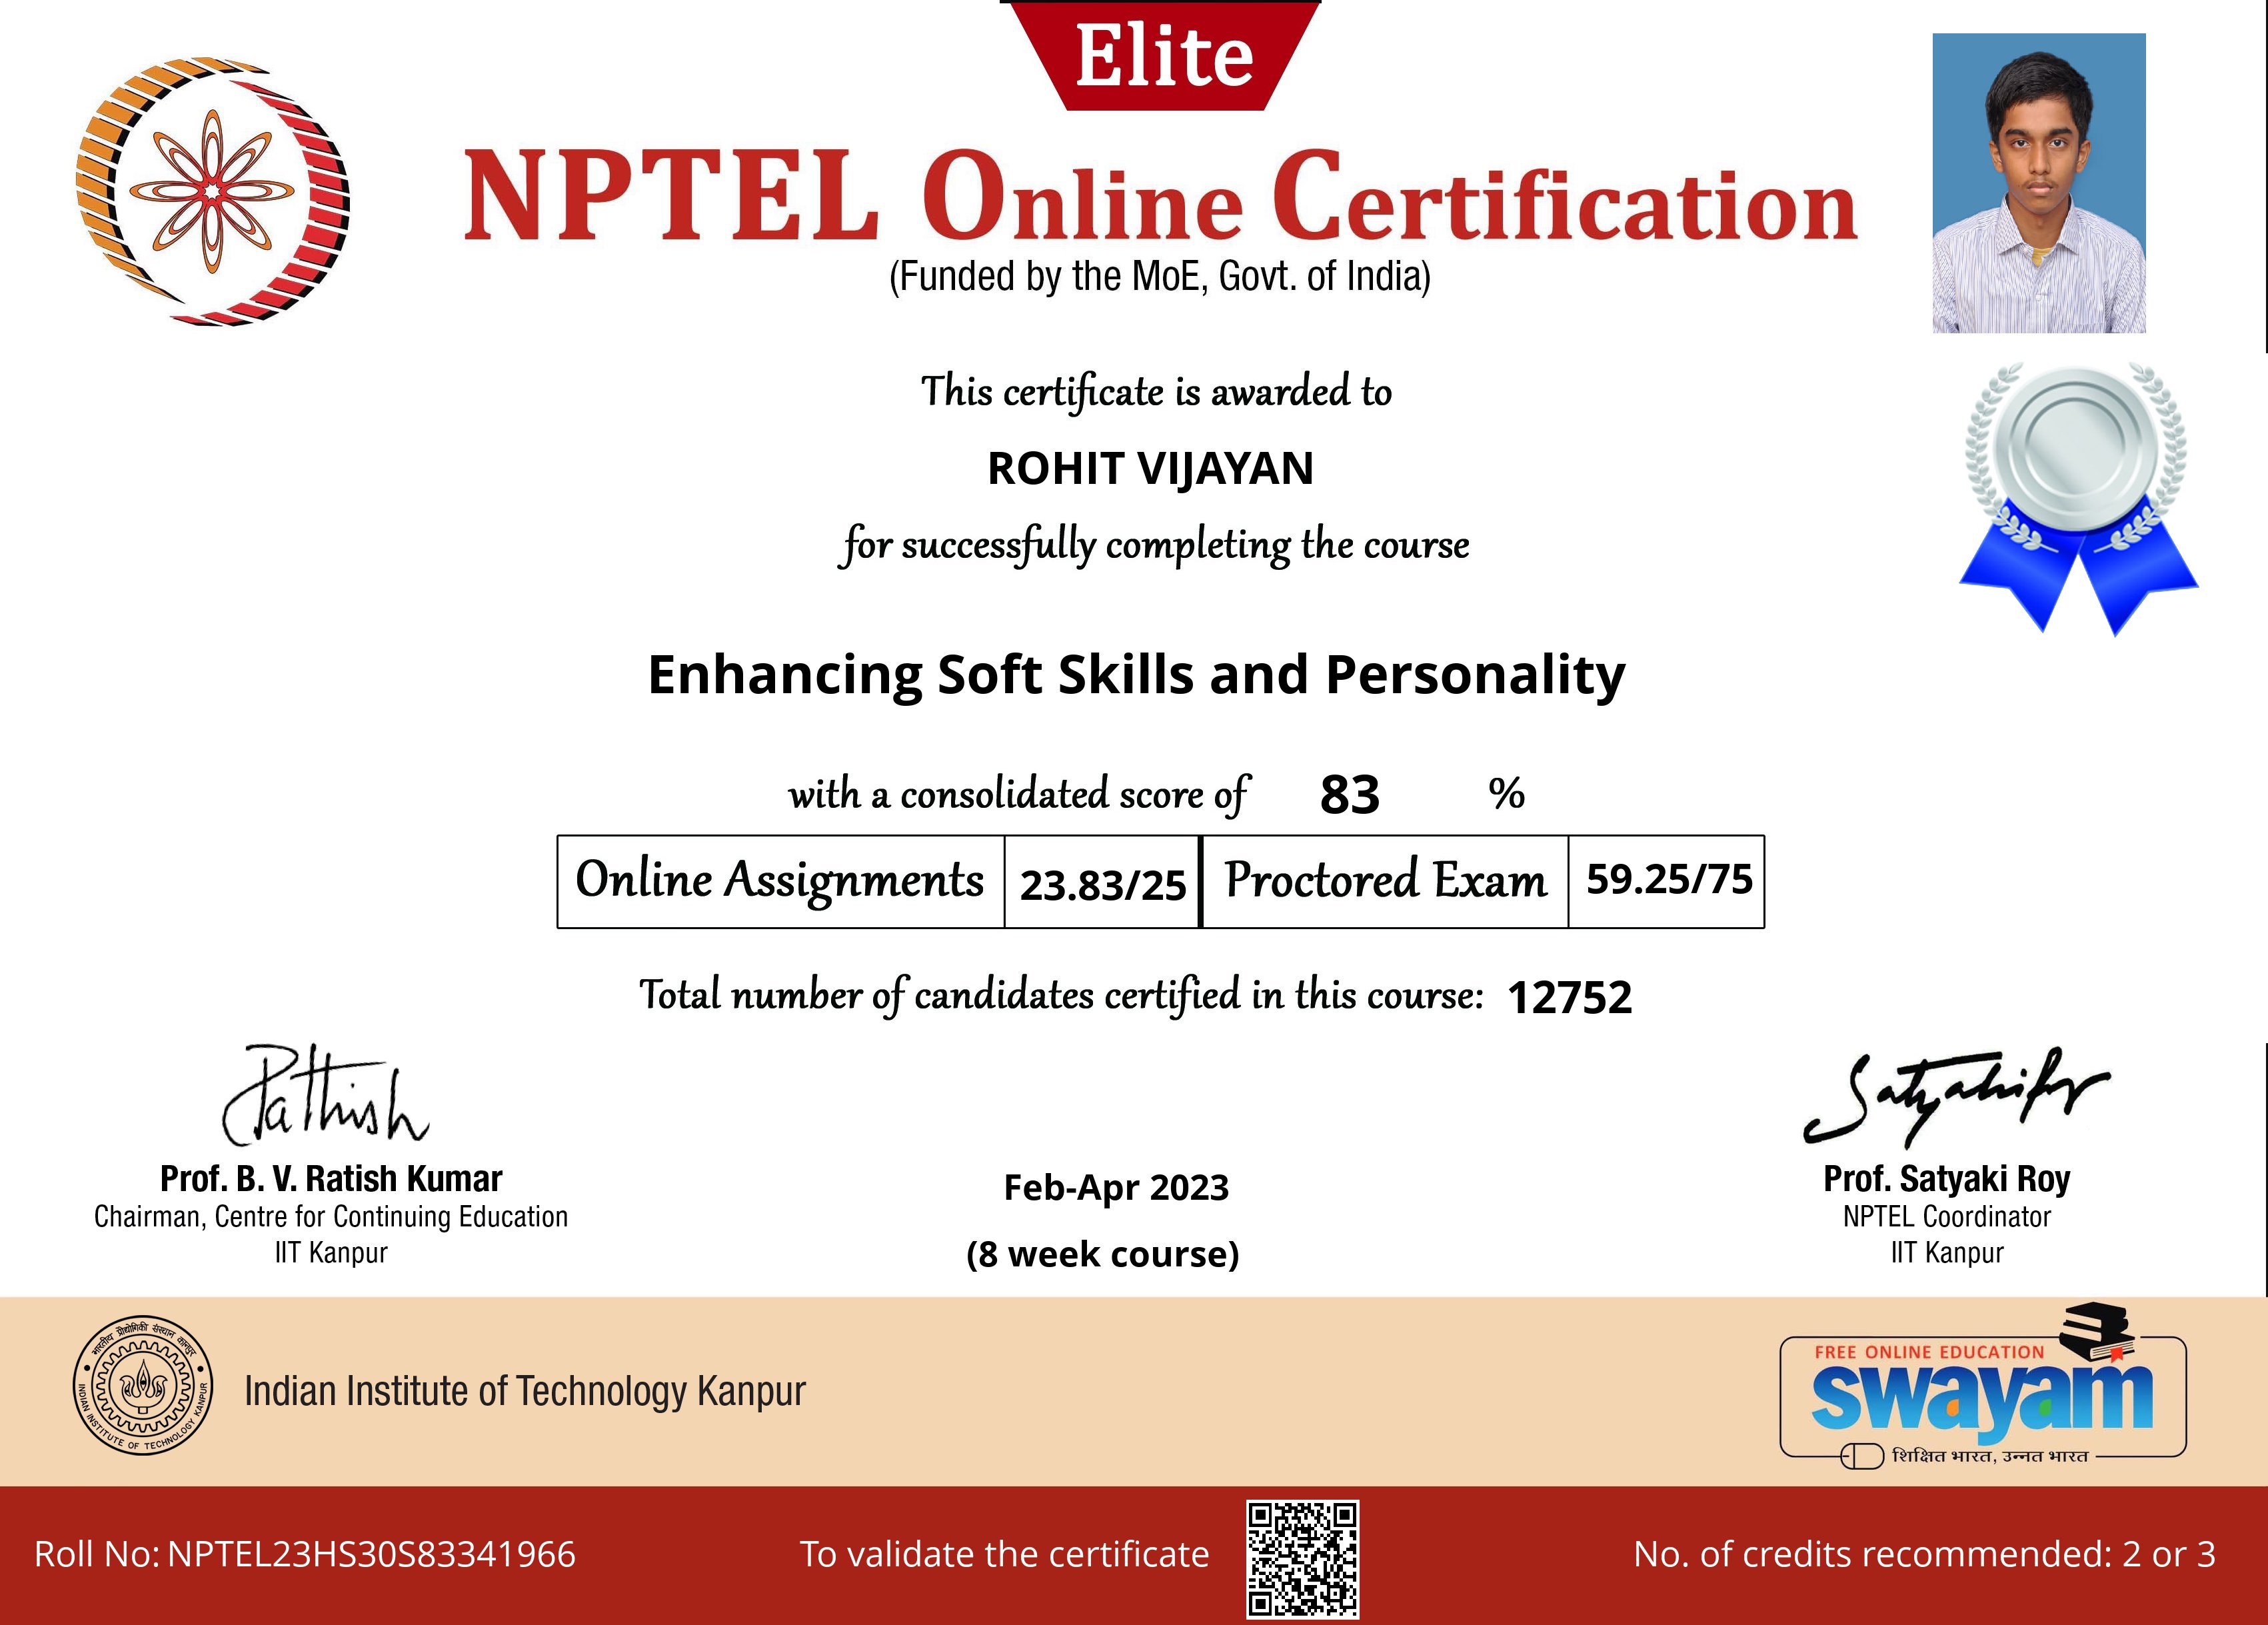 Elite
NPTEL Online Certification
(Funded by the MoE, Govt. of India)
This certificate is awarded to
ROHIT VIJAYAN
for successfully completing the course
Enhancing Soft Skills and Personality
with a consolidated score of 83 %
Online Assignments 23.83/25 Proctored Exam 59.25/75
Total number of candidates certified in this course: 12752
Prof. B. V. Ratish Kumar
Chairman, Centre for Continuing Education
IIT Kanpur
Feb-Apr 2023
(8 week course)
Prof. Satyaki Roy
NPTEL Coordinator
IIT Kanpur
भारतीय प्रौद्योगिकी संस्थान कानपुर
INDIAN INSTITUTE OF TECHNOLOGY KANPUR
Indian Institute of Technology Kanpur
FREE ONLINE EDUCATION
swayam
शिक्षित भारत, उन्नत भारत
Roll No: NPTEL23HS30S83341966
To validate the certificate
No. of credits recommended: 2 or 3